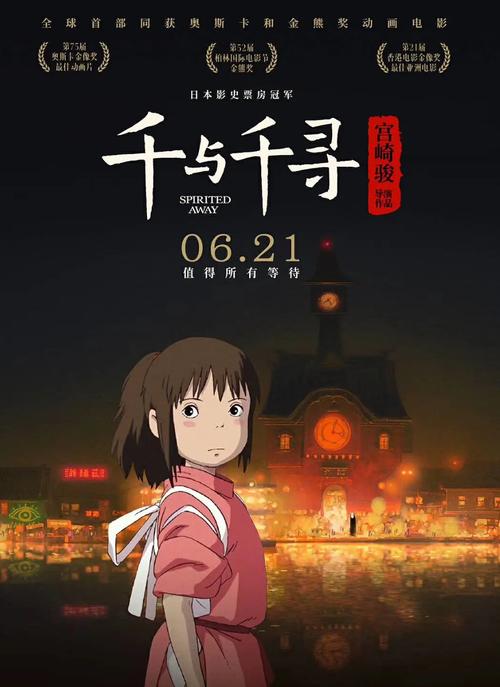 全球首部同获奥斯卡和金熊奖动画电影
第75届
奥斯卡金像奖
最佳动画片
第52届
柏林国际电影节
金熊奖
第21届
香港电影金像奖
最佳亚洲电影
日本影史票房冠军
千与千寻
SPIRITED
AWAY
宫崎骏
导演
作品
06.21
值得所有等待